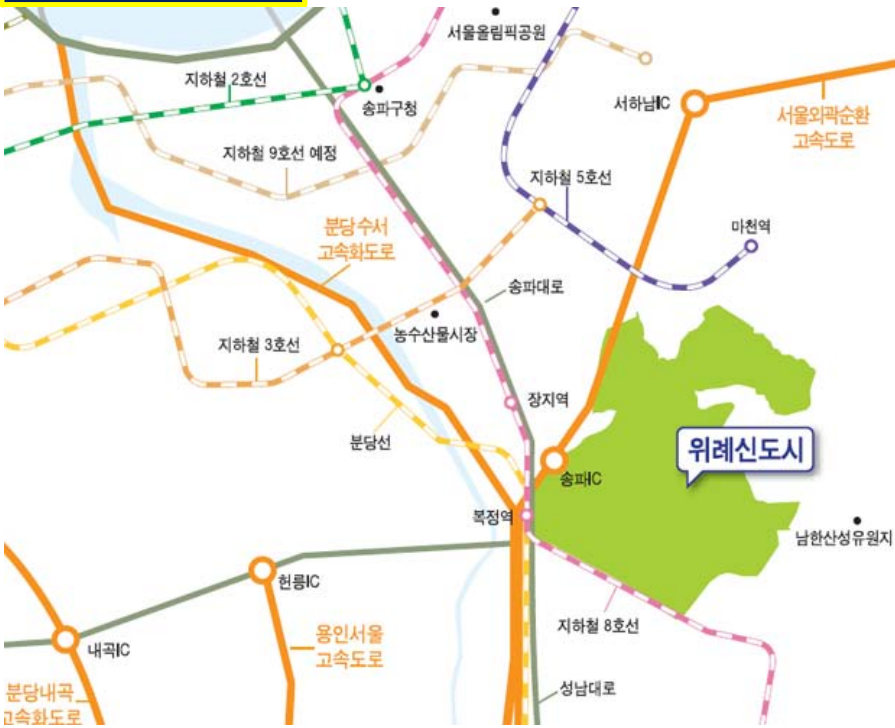 서울올림픽공원
지하철 2호선
송파구청
서하남IC
서울외곽순환
고속도로
지하철 9호선 예정
지하철 5호선
분당 수서
고속화도로
마천역
송파대로
농수산물시장
지하철 3호선
장지역
분당선
위례신도시
송파IC
복정역
남한산성유원지
헌릉IC
지하철 8호선
용인서울
고속도로
내곡IC
성남대로
분당내곡
고속화도로